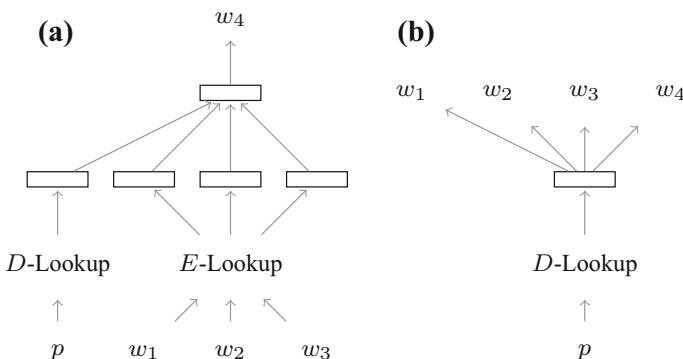 (a) w₄ (b)
w₁ w₂ w₃ w₄
D-Lookup E-Lookup D-Lookup
p w₁ w₂ w₃ p